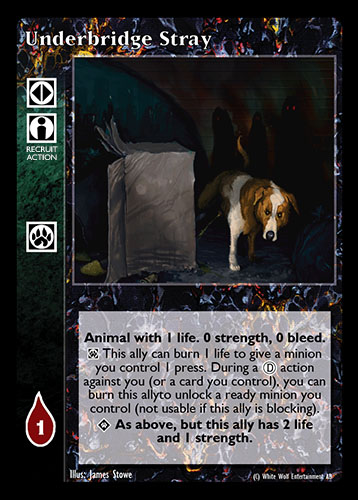 Underbridge Stray
RECRUIT
ACTION
Animal with 1 life. 0 strength, 0 bleed.
This ally can burn 1 life to give a minion
you control 1 press. During a D action
against you (or a card you control), you can
burn this allyto unlock a ready minion you
control (not usable if this ally is blocking).
As above, but this ally has 2 life
and 1 strength.
1
Illus: James Stowe
(C) White Wolf Entertainment AB